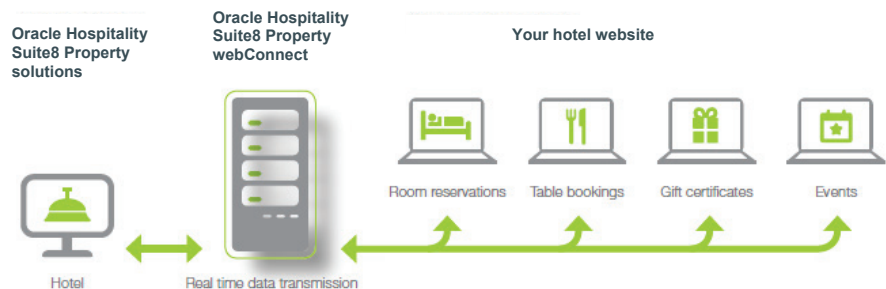 Oracle Hospitality
Suite8 Property
solutions
Oracle Hospitality
Suite8 Property
webConnect
Your hotel website
Room reservations
Table bookings
Gift certificates
Events
Hotel
Real time data transmission